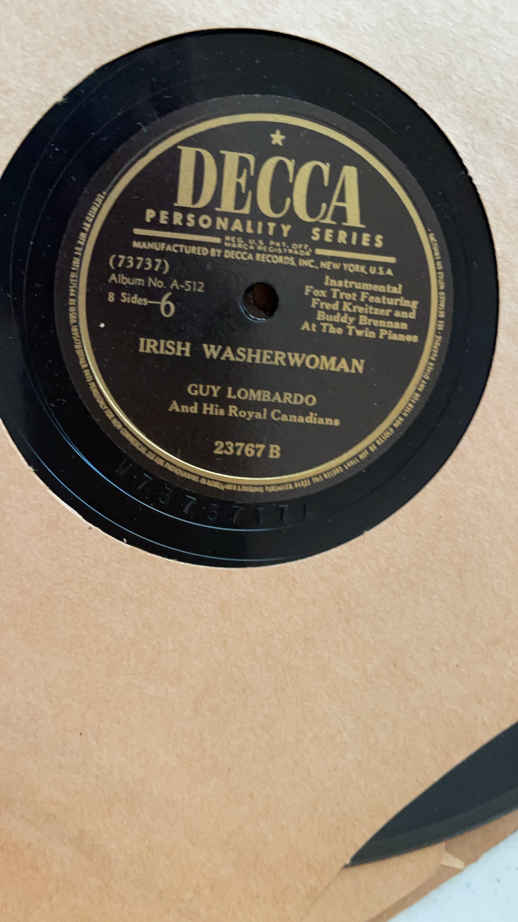 DECCA
PERSONALITY SERIES
REG. U.S. PAT. OFF.
MARCA REGISTRADA
MANUFACTURED BY DECCA RECORDS, INC., NEW YORK, U.S.A.
(73737)
Album No. A-512
8 Sides—6
Instrumental
Fox Trot Featuring
Fred Kreitzer and
Buddy Brennan
At The Twin Pianos
IRISH WASHERWOMAN
GUY LOMBARDO
And His Royal Canadians
23767 B